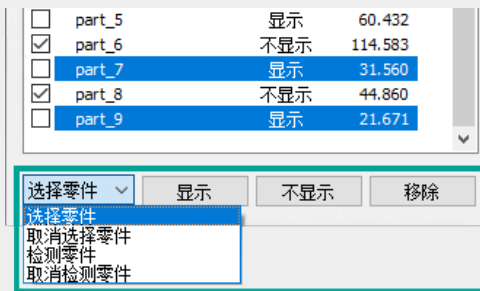 part_5 显示 60.432
part_6 不显示 114.583
part_7 显示 31.560
part_8 不显示 44.860
part_9 显示 21.671
选择零件 显示 不显示 移除
选择零件
取消选择零件
检测零件
取消检测零件